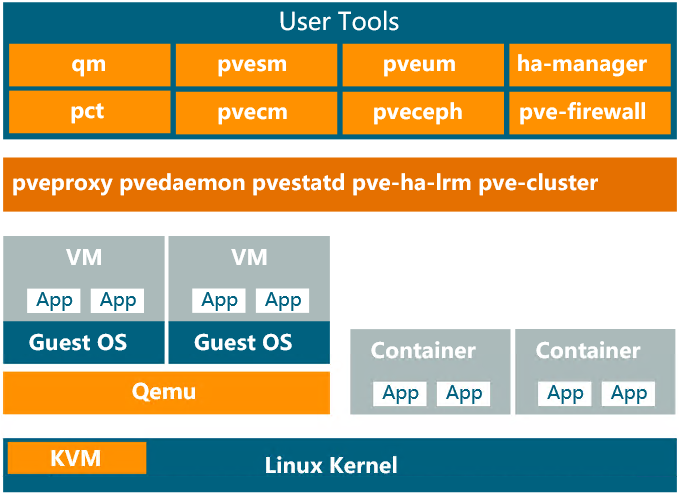 User Tools
qm pvesm pveum ha-manager
pct pvecm pveceph pve-firewall
pveproxy pvedaemon pvestatd pve-ha-lrm pve-cluster
VM VM
App App App App
Guest OS Guest OS
Container Container
Qemu
App App App App
KVM
Linux Kernel